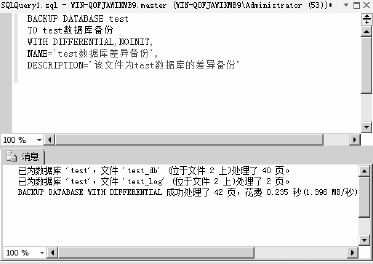 SQLQuery1.sql - YIN-QOFJAWIXMB9.master (YIN-QOFJAWIXMB9\Administrator (53))*
BACKUP DATABASE test
TO test数据库备份
WITH DIFFERENTIAL,NOINIT,
NAME='test数据库差异备份',
DESCRIPTION='该文件为test数据库的差异备份'
100 %
消息
已为数据库 'test'，文件 'test_db' (位于文件 2 上)处理了 40 页。
已为数据库 'test'，文件 'test_log' (位于文件 2 上)处理了 2 页。
BACKUP DATABASE WITH DIFFERENTIAL 成功处理了 42 页，花费 0.235 秒(1.396 MB/秒)
100 %